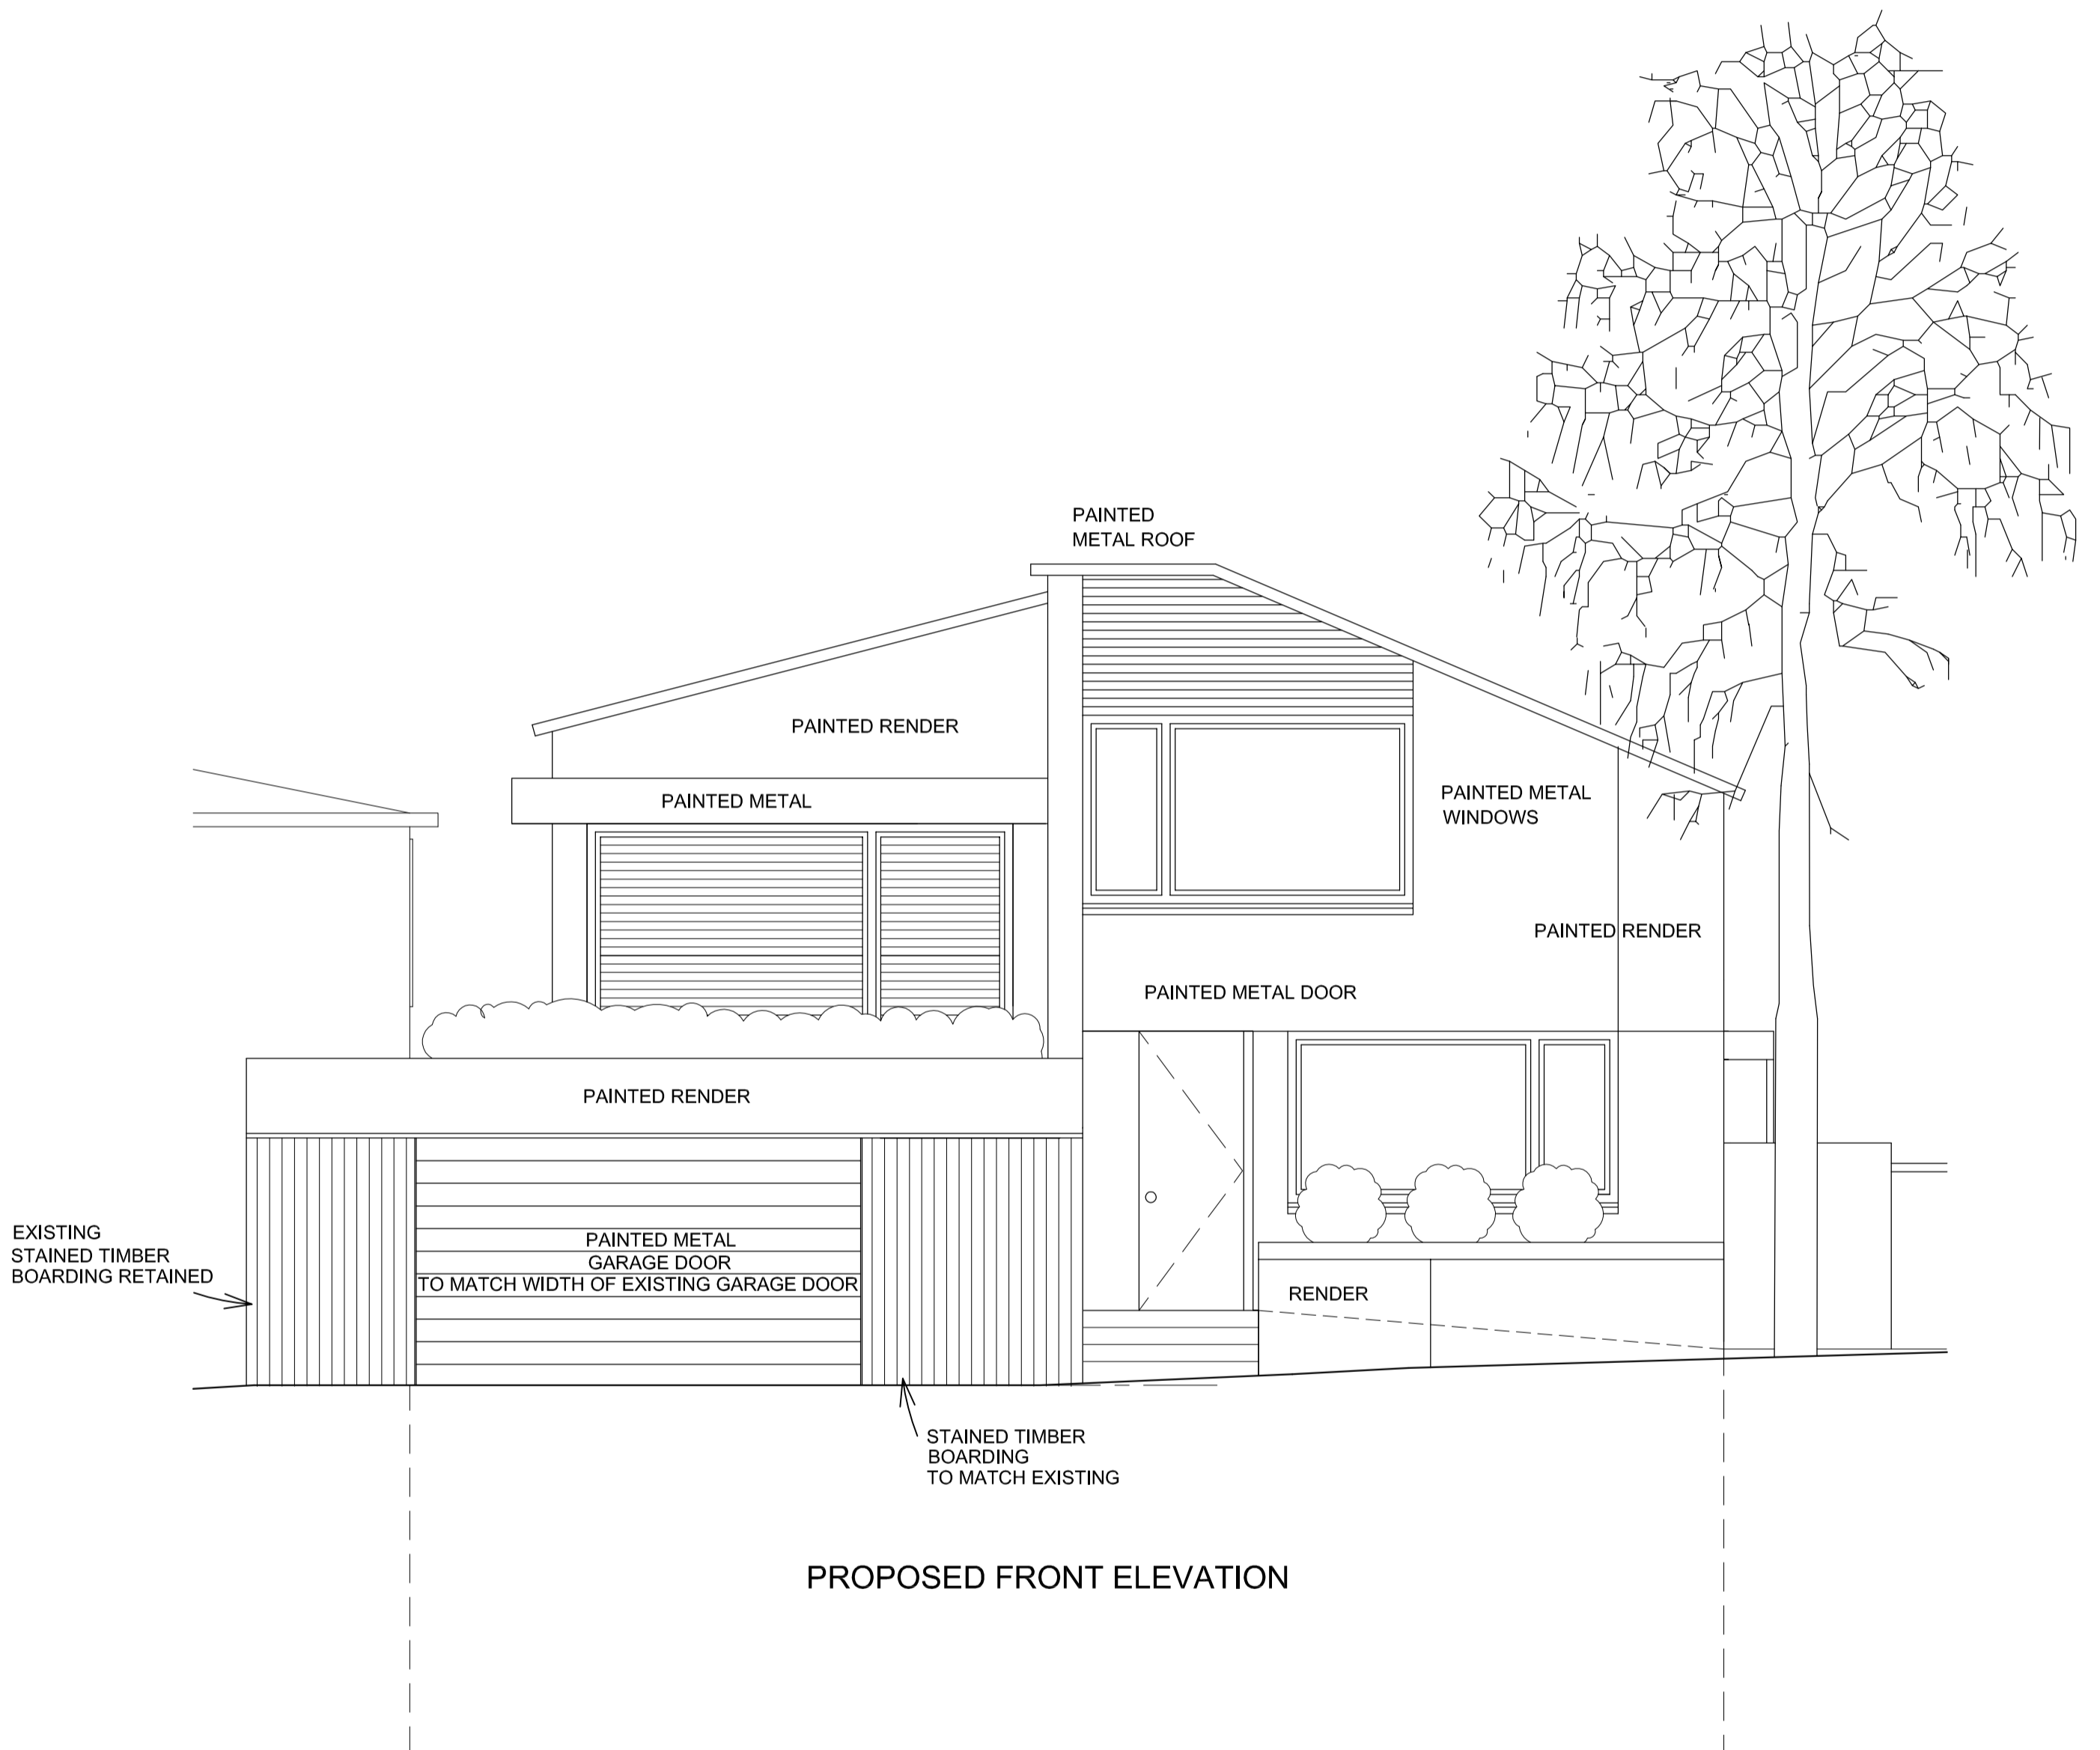 PAINTED
METAL ROOF
PAINTED RENDER
PAINTED METAL
PAINTED METAL
WINDOWS
PAINTED RENDER
PAINTED METAL DOOR
PAINTED RENDER
EXISTING
STAINED TIMBER
BOARDING RETAINED
PAINTED METAL
GARAGE DOOR
TO MATCH WIDTH OF EXISTING GARAGE DOOR
RENDER
STAINED TIMBER
BOARDING
TO MATCH EXISTING
PROPOSED FRONT ELEVATION